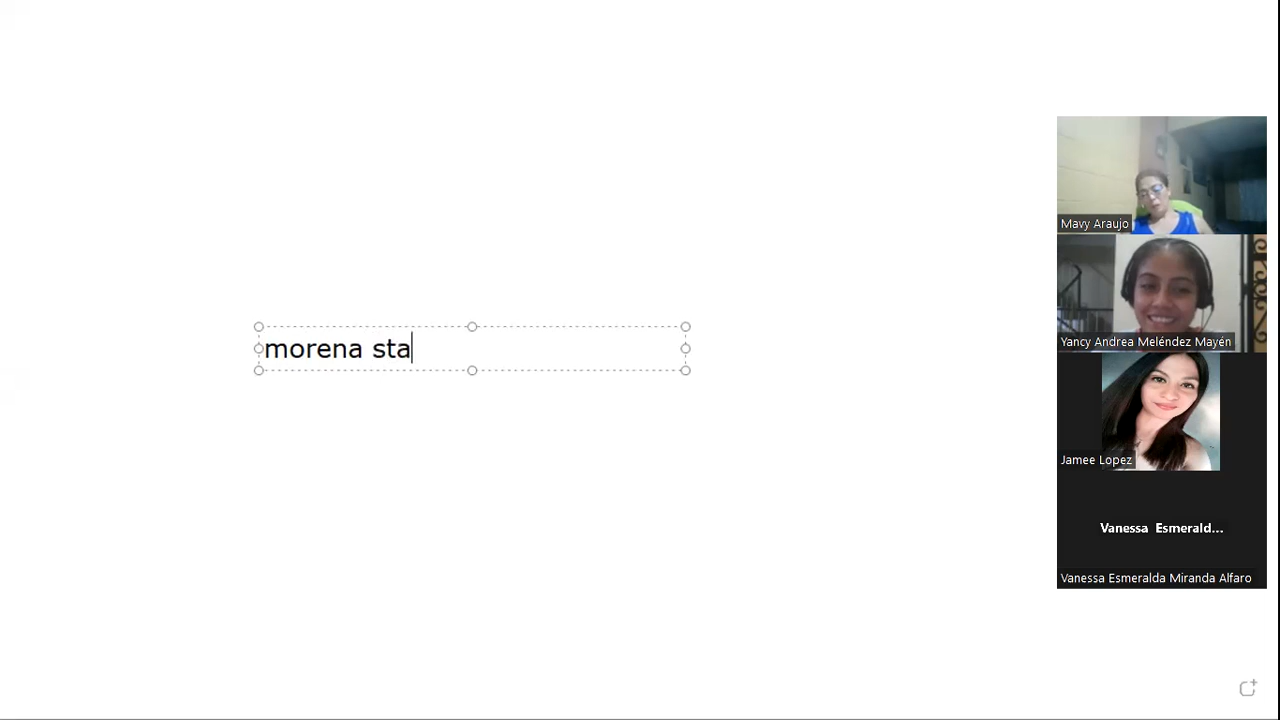 morena sta
Mavy Araujo
Yancy Andrea Meléndez Mayén
Jamee Lopez
Vanessa Esmerald...
Vanessa Esmeralda Miranda Alfaro